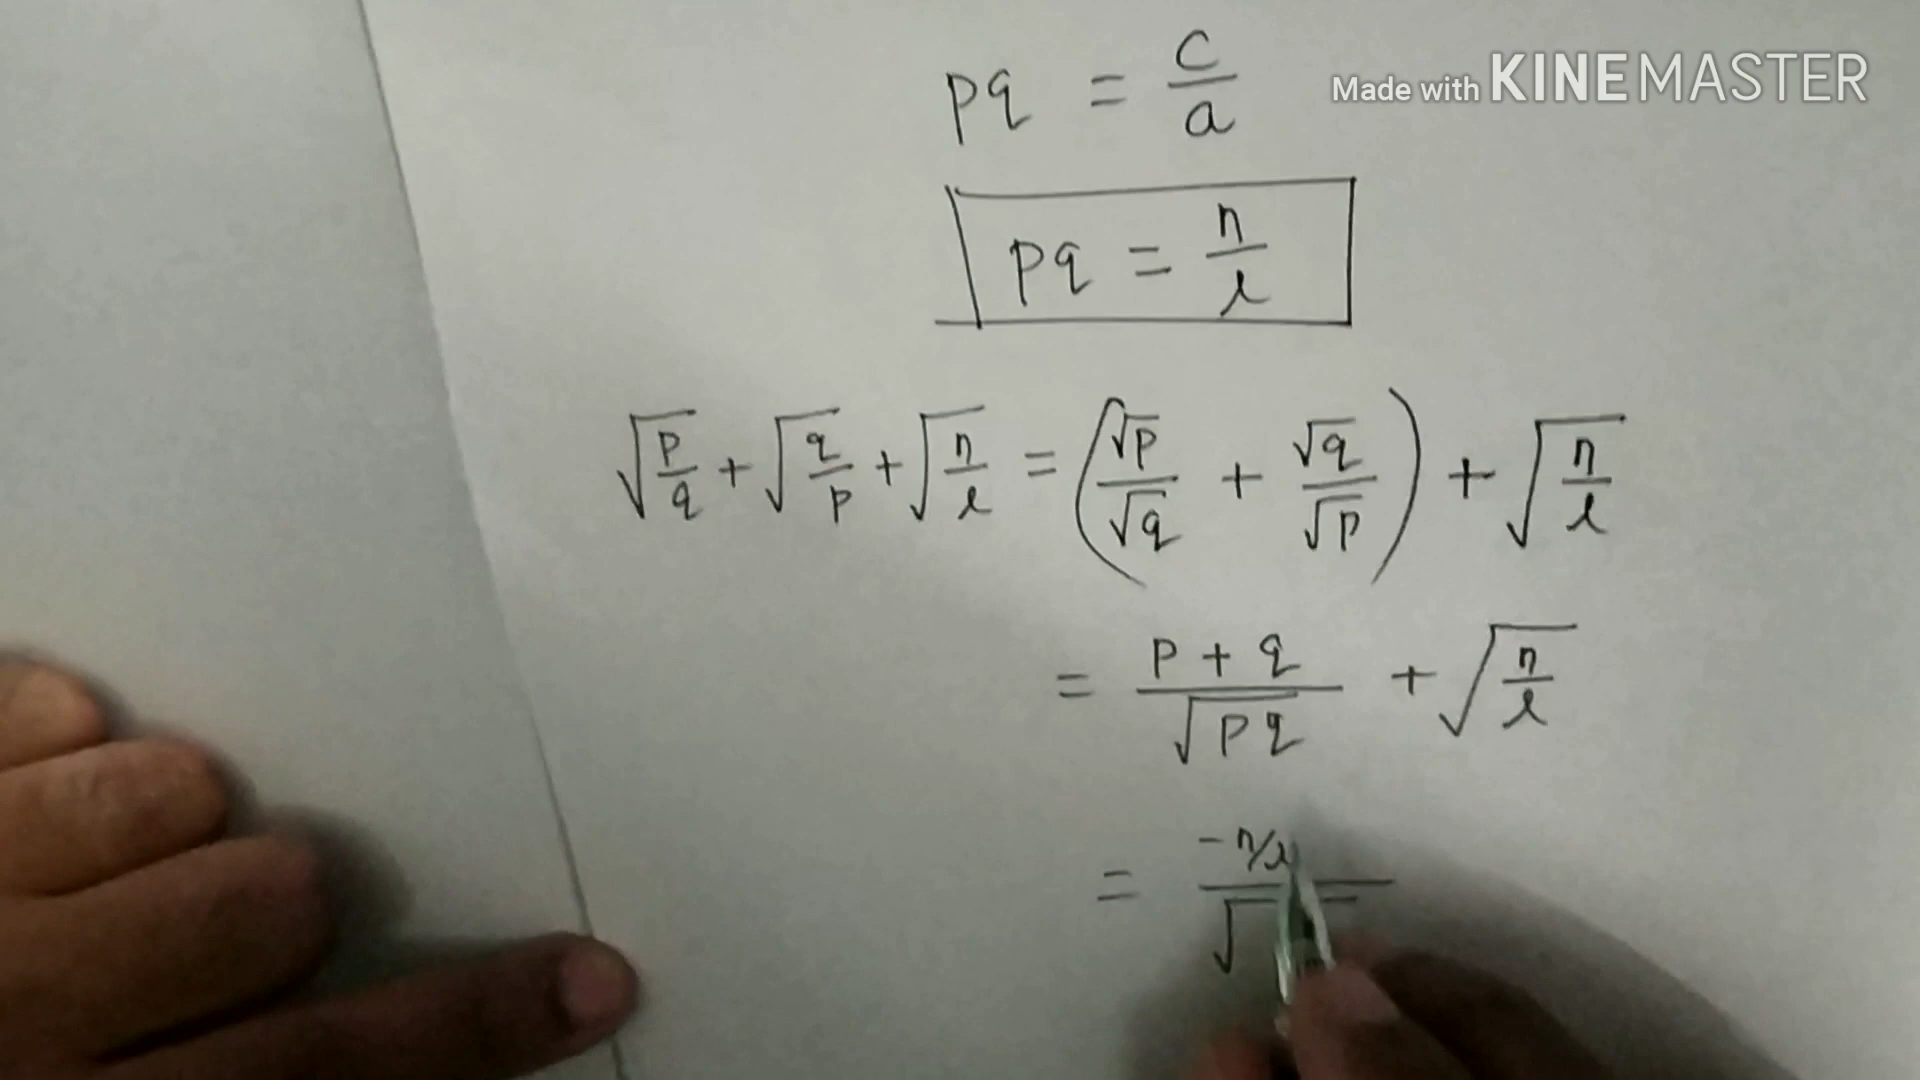 Made with KINEMASTER
pq = c/a
pq = n/l
√(p/q) + √(q/p) + √(n/l) = (√p/√q + √q/√p) + √(n/l)
= (p + q)/√(pq) + √(n/l)
= (-n/l)/√